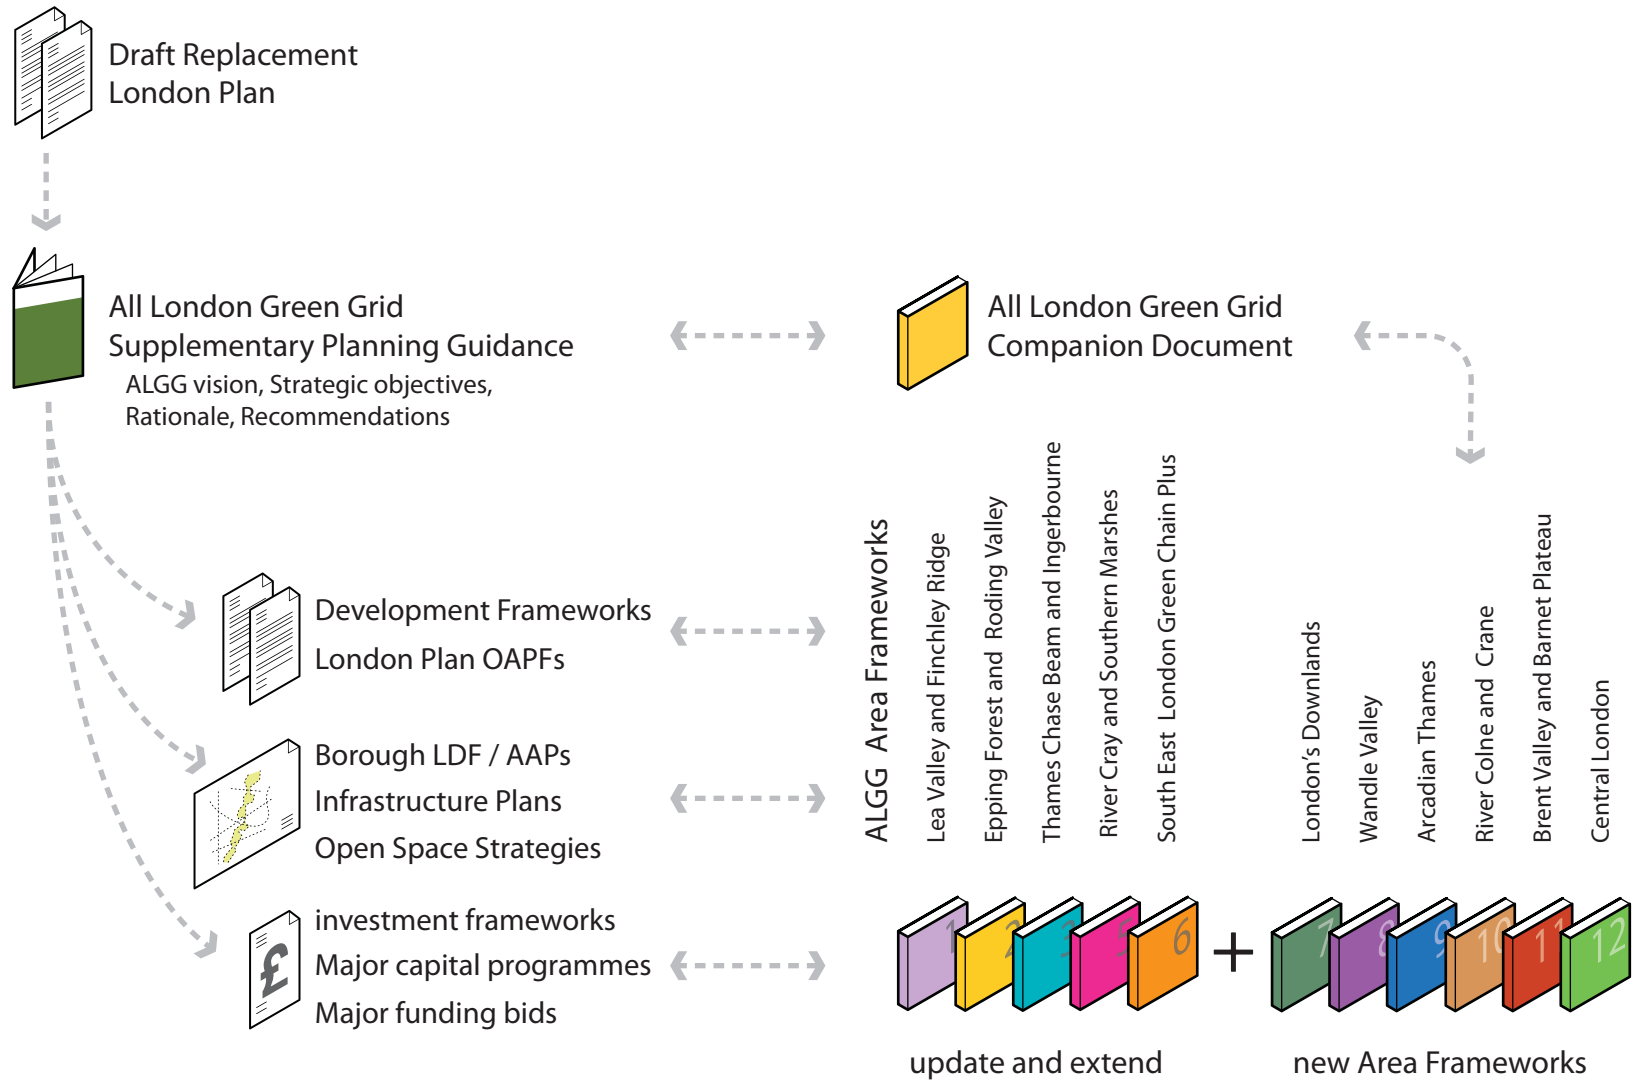 Draft Replacement
London Plan
All London Green Grid
Supplementary Planning Guidance
ALGG vision, Strategic objectives,
Rationale, Recommendations
All London Green Grid
Companion Document
Development Frameworks
London Plan OAPFs
Borough LDF / AAPs
Infrastructure Plans
Open Space Strategies
£
investment frameworks
Major capital programmes
Major funding bids
ALGG Area Frameworks
Lea Valley and Finchley Ridge
Epping Forest and Roding Valley
Thames Chase Beam and Ingerbourne
River Cray and Southern Marshes
South East London Green Chain Plus
London's Downlands
Wandle Valley
Arcadian Thames
River Colne and Crane
Brent Valley and Barnet Plateau
Central London
1
2
3
5
6
+
7
8
9
10
11
12
update and extend
new Area Frameworks